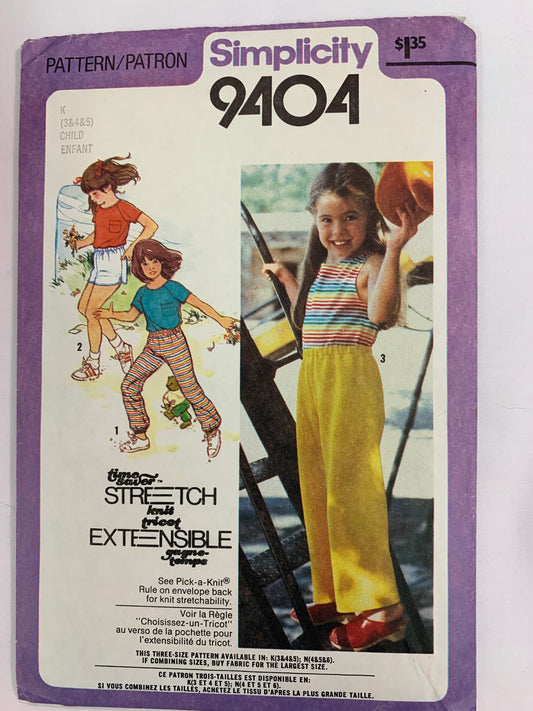 PATTERN/PATRON
Simplicity
$1.35
9404
K
(3&4&5)
CHILD
ENFANT
2
1
3
time saver™
STRETCH
knit
tricot
EXTENSIBLE
gagne-
temps
See Pick-a-Knit®
Rule on envelope back
for knit stretchability.
Voir la Règle
"Choisissez-un-Tricot"
au verso de la pochette pour
l'extensibilité du tricot.
THIS THREE-SIZE PATTERN AVAILABLE IN: K(3&4&5); N(4&5&6).
IF COMBINING SIZES, BUY FABRIC FOR THE LARGEST SIZE.
CE PATRON TROIS-TAILLES EST DISPONIBLE EN:
K(3 ET 4 ET 5); N(4 ET 5 ET 6).
SI VOUS COMBINEZ LES TAILLES, ACHETEZ LE TISSU D'APRES LA PLUS GRANDE TAILLE.